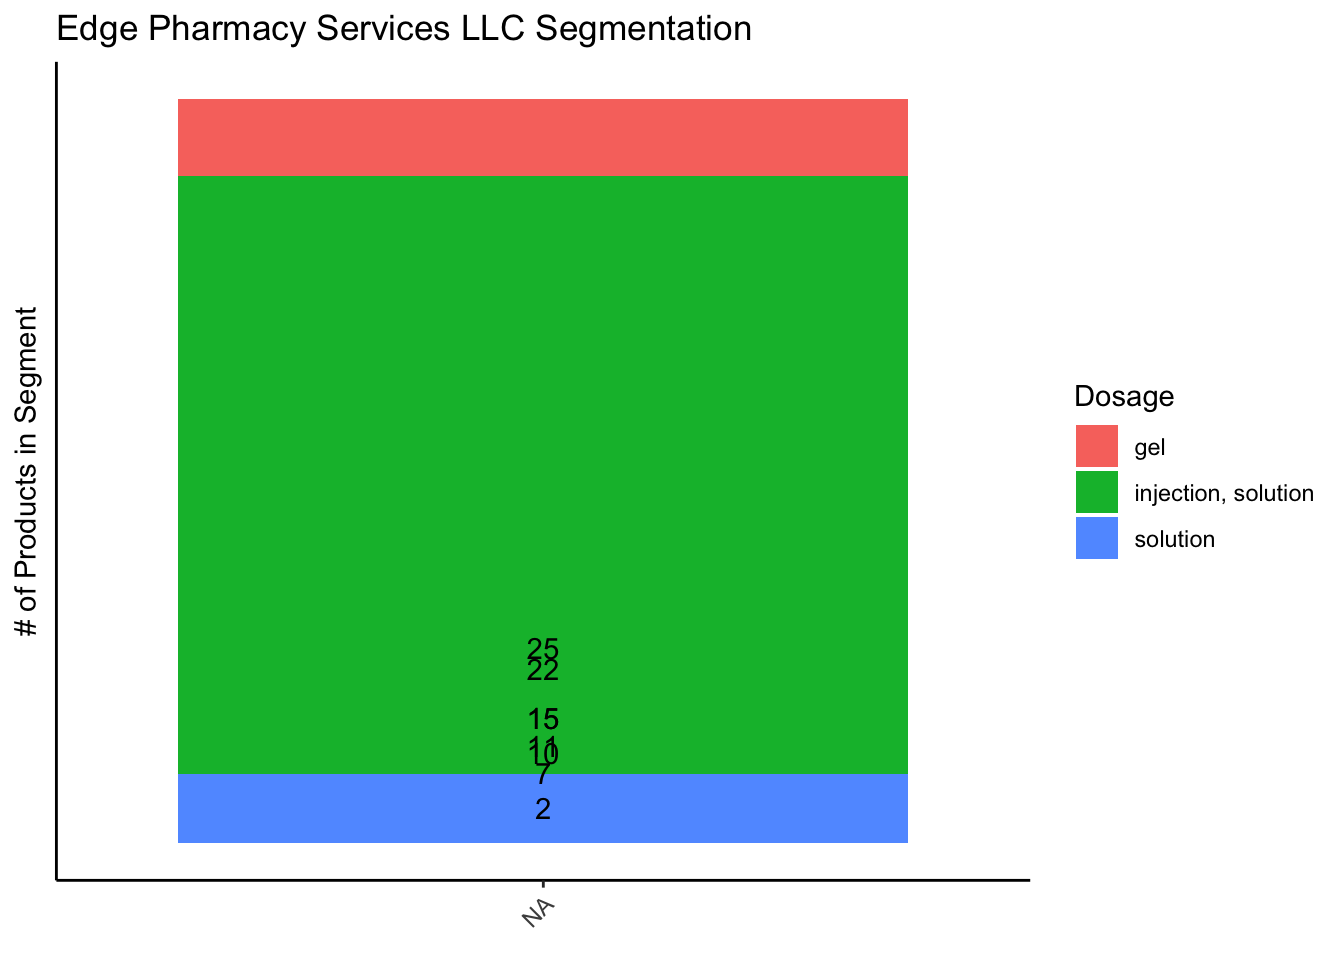 Edge Pharmacy Services LLC Segmentation
# of Products in Segment
25
22
15
11
10
7
2
NA
Dosage
gel
injection, solution
solution